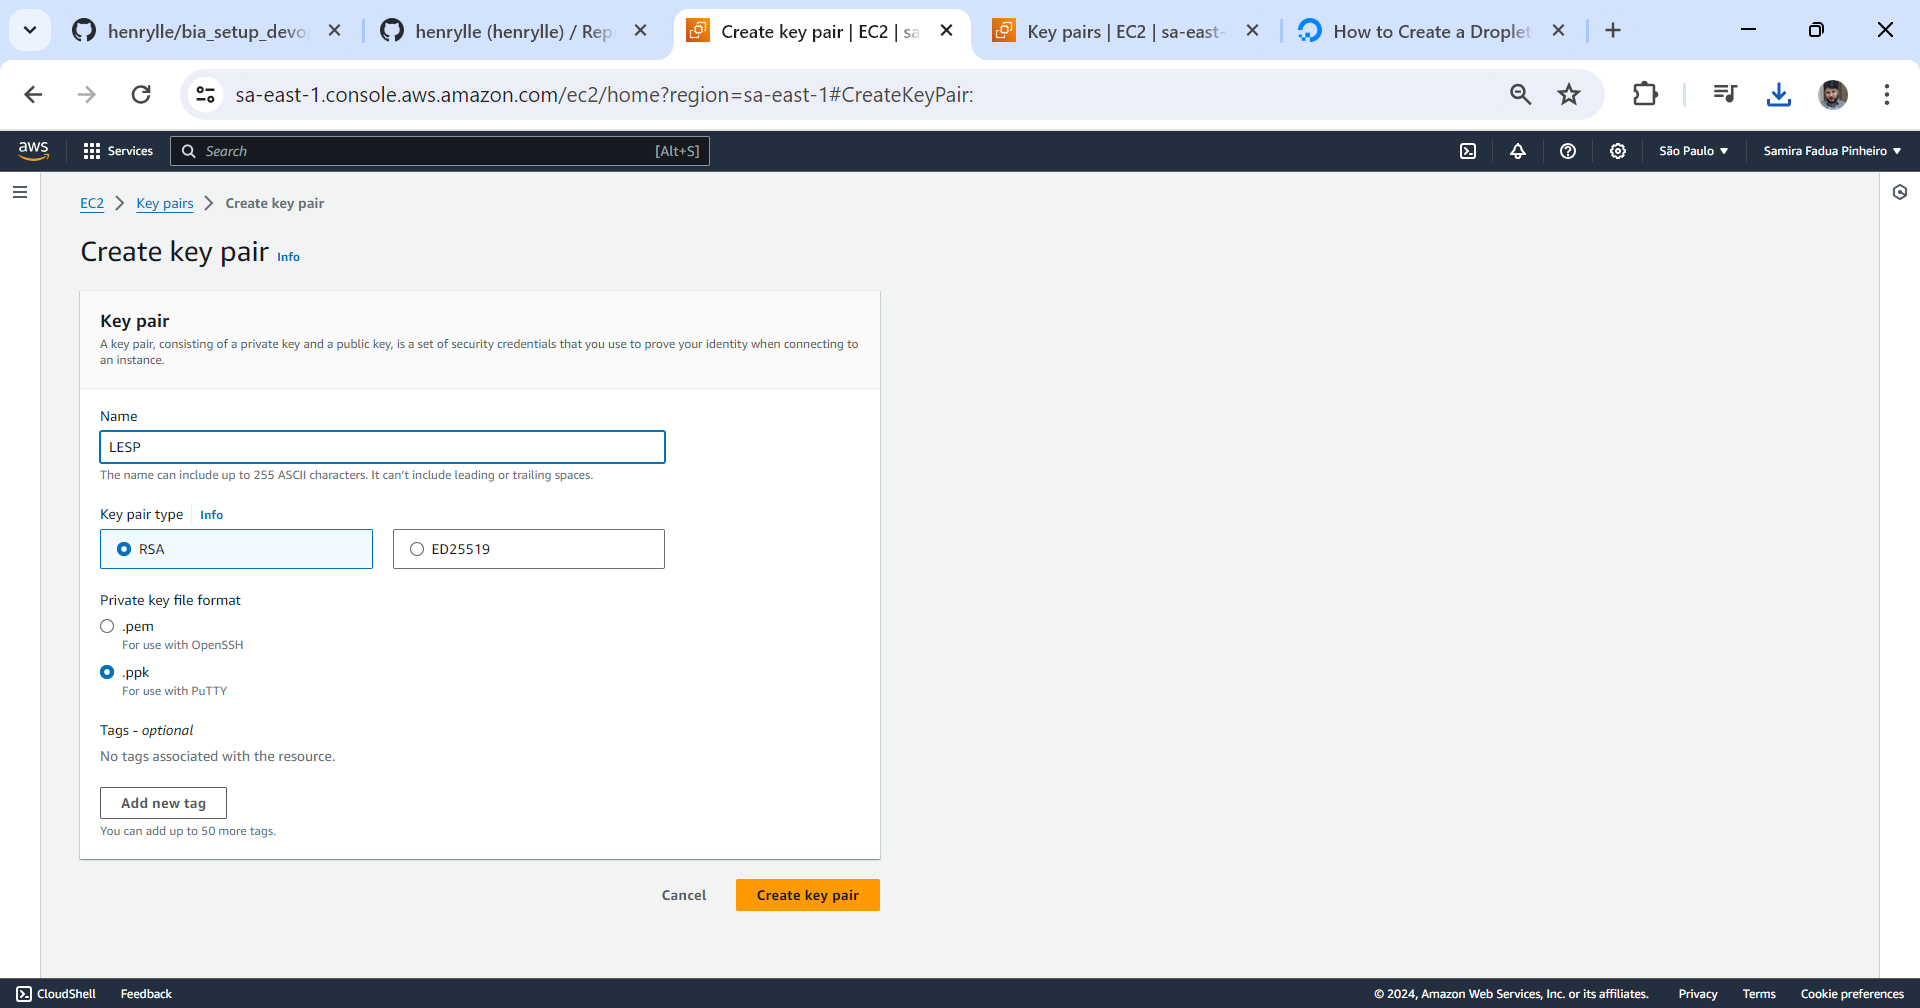 henrylle/bia_setup_devo
henrylle (henrylle) / Rep
Create key pair | EC2 | sa
Key pairs | EC2 | sa-east-
How to Create a Droplet
sa-east-1.console.aws.amazon.com/ec2/home?region=sa-east-1#CreateKeyPair:
aws
Services
Search
[Alt+S]
São Paulo
Samira Fadua Pinheiro
EC2
Key pairs
Create key pair
Create key pair Info
Key pair
A key pair, consisting of a private key and a public key, is a set of security credentials that you use to prove your identity when connecting to
an instance.
Name
LESP
The name can include up to 255 ASCII characters. It can't include leading or trailing spaces.
Key pair type Info
RSA
ED25519
Private key file format
.pem
For use with OpenSSH
.ppk
For use with PuTTY
Tags - optional
No tags associated with the resource.
Add new tag
You can add up to 50 more tags.
Cancel
Create key pair
CloudShell
Feedback
© 2024, Amazon Web Services, Inc. or its affiliates.
Privacy
Terms
Cookie preferences